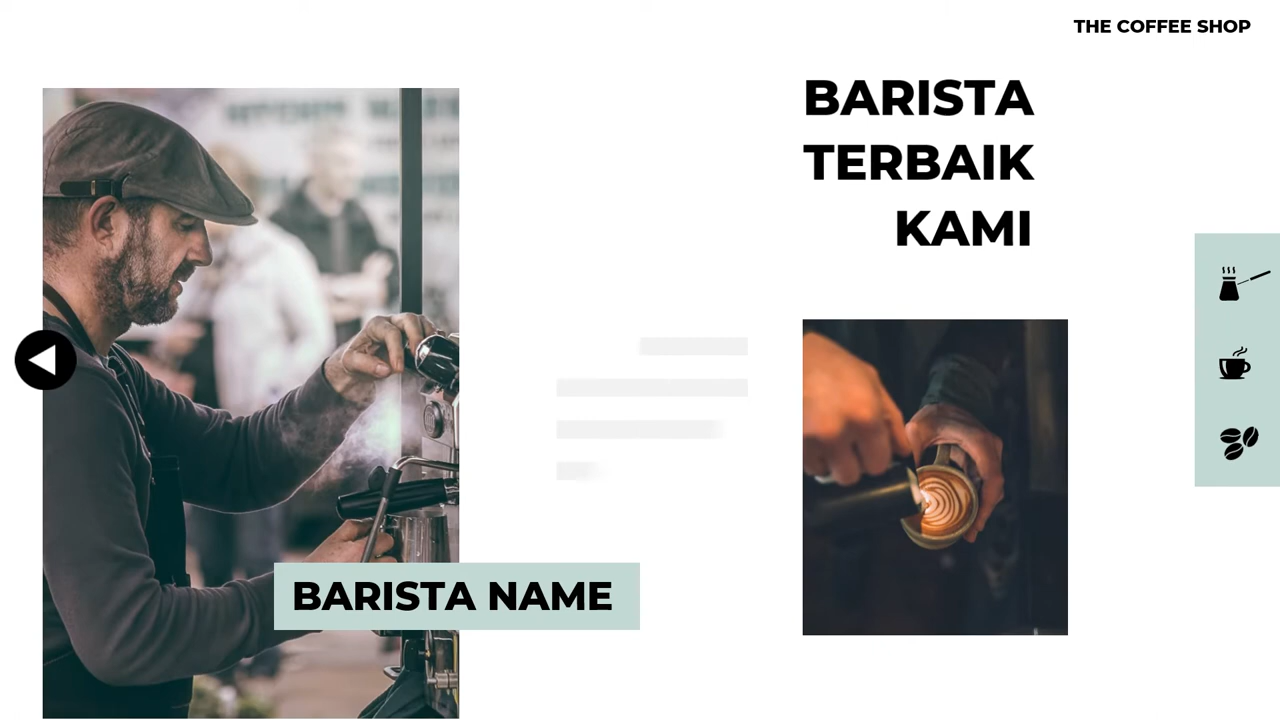 THE COFFEE SHOP
BARISTA
TERBAIK
KAMI
BARISTA NAME